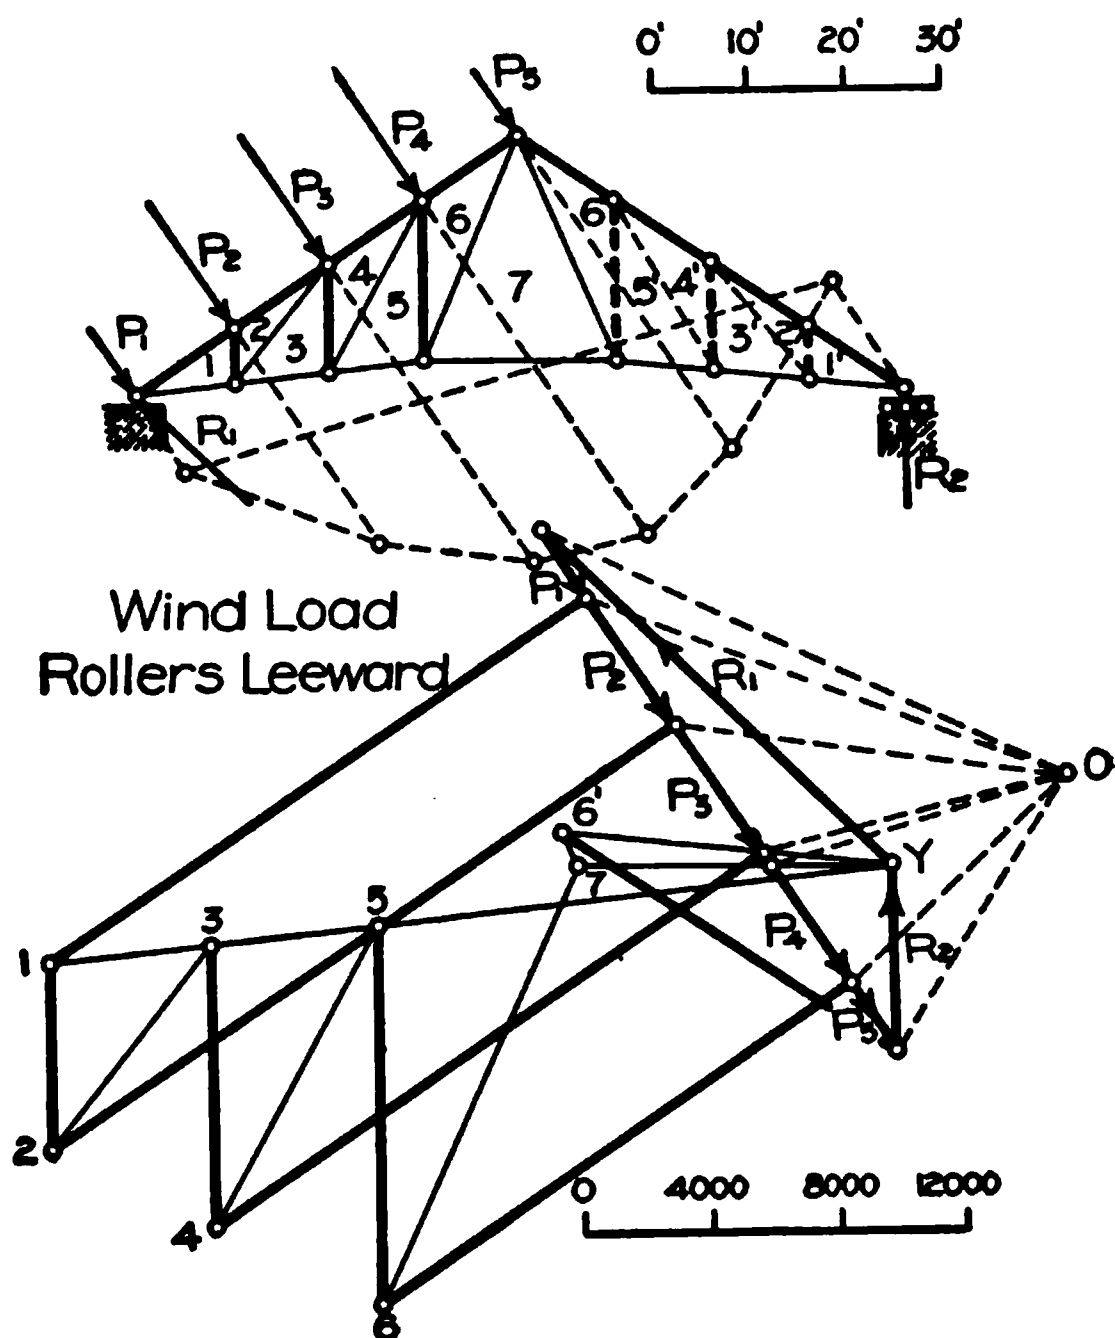 0' 10' 20' 30'
P5
P4
P3
P2
P1
1 2 3 4 5 6 7 6' 5' 4' 3' 2' 1'
R1
R2
Wind Load
Rollers Leeward
P1
P2
R1
O
P3
6'
Y
7
5
3
P4
R2
1
P5
2
0 4000 8000 12000
4
6